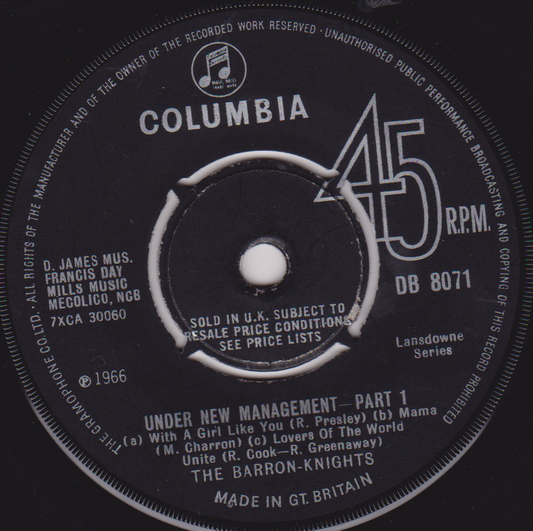 THE GRAMOPHONE CO. LTD. · ALL RIGHTS OF THE MANUFACTURER AND OF THE OWNER OF THE RECORDED WORK RESERVED · UNAUTHORISED PUBLIC PERFORMANCE BROADCASTING AND COPYING OF THIS RECORD PROHIBITED
COLUMBIA
45
R.P.M.
D. JAMES MUS.
FRANCIS DAY
MILLS MUSIC
MECOLICO, NCB
7XCA 30060
DB 8071
SOLD IN U.K. SUBJECT TO
RESALE PRICE CONDITIONS
SEE PRICE LISTS
Lansdowne
Series
℗ 1966
UNDER NEW MANAGEMENT—PART 1
(a) With A Girl Like You (R. Presley) (b) Mama
(M. Charron) (c) Lovers Of The World
Unite (R. Cook—R. Greenaway)
THE BARRON-KNIGHTS
MADE IN GT. BRITAIN